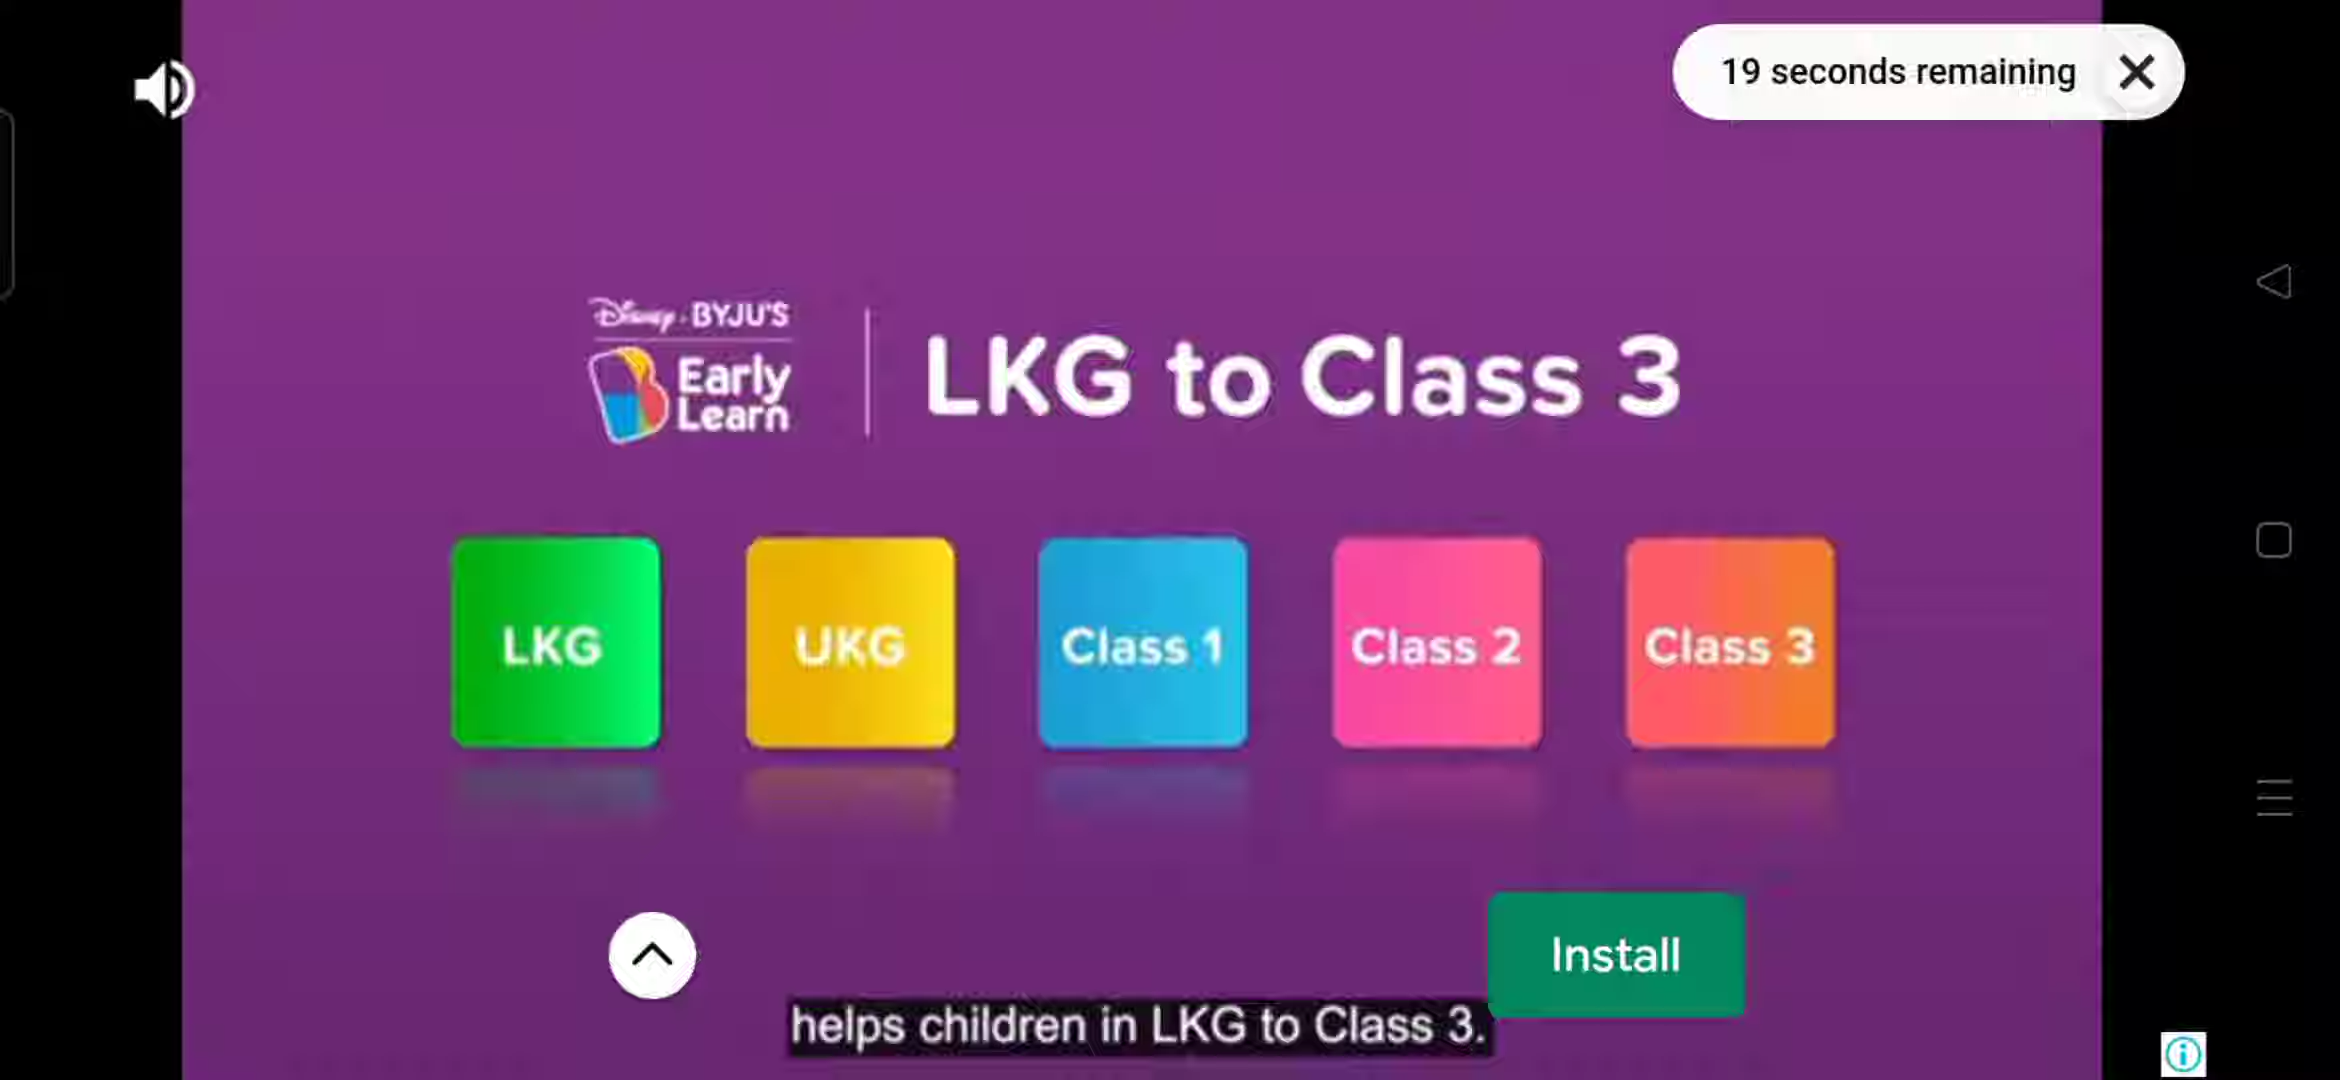 19 seconds remaining
Disney · BYJU'S
Early
Learn
LKG to Class 3
LKG
UKG
Class 1
Class 2
Class 3
Install
helps children in LKG to Class 3.